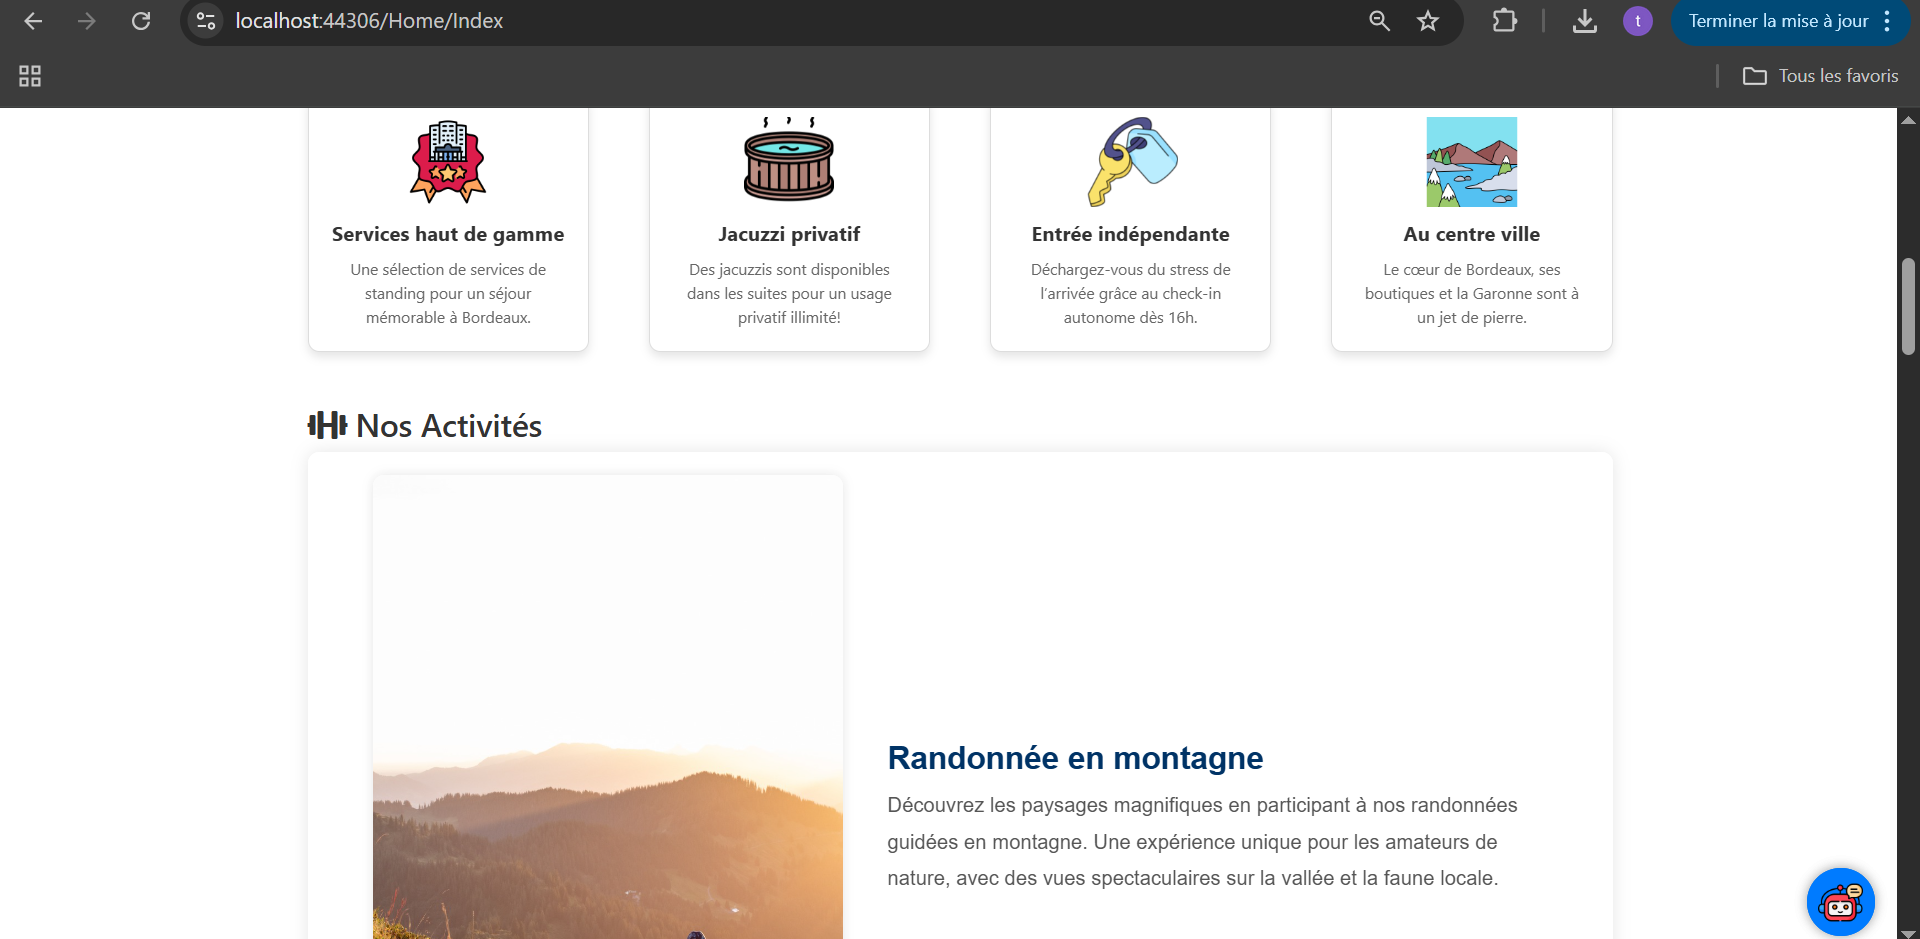 localhost:44306/Home/Index
t
Terminer la mise à jour
Tous les favoris
Services haut de gamme
Une sélection de services de
standing pour un séjour
mémorable à Bordeaux.
Jacuzzi privatif
Des jacuzzis sont disponibles
dans les suites pour un usage
privatif illimité!
Entrée indépendante
Déchargez-vous du stress de
l’arrivée grâce au check-in
autonome dès 16h.
Au centre ville
Le cœur de Bordeaux, ses
boutiques et la Garonne sont à
un jet de pierre.
Nos Activités
Randonnée en montagne
Découvrez les paysages magnifiques en participant à nos randonnées
guidées en montagne. Une expérience unique pour les amateurs de
nature, avec des vues spectaculaires sur la vallée et la faune locale.